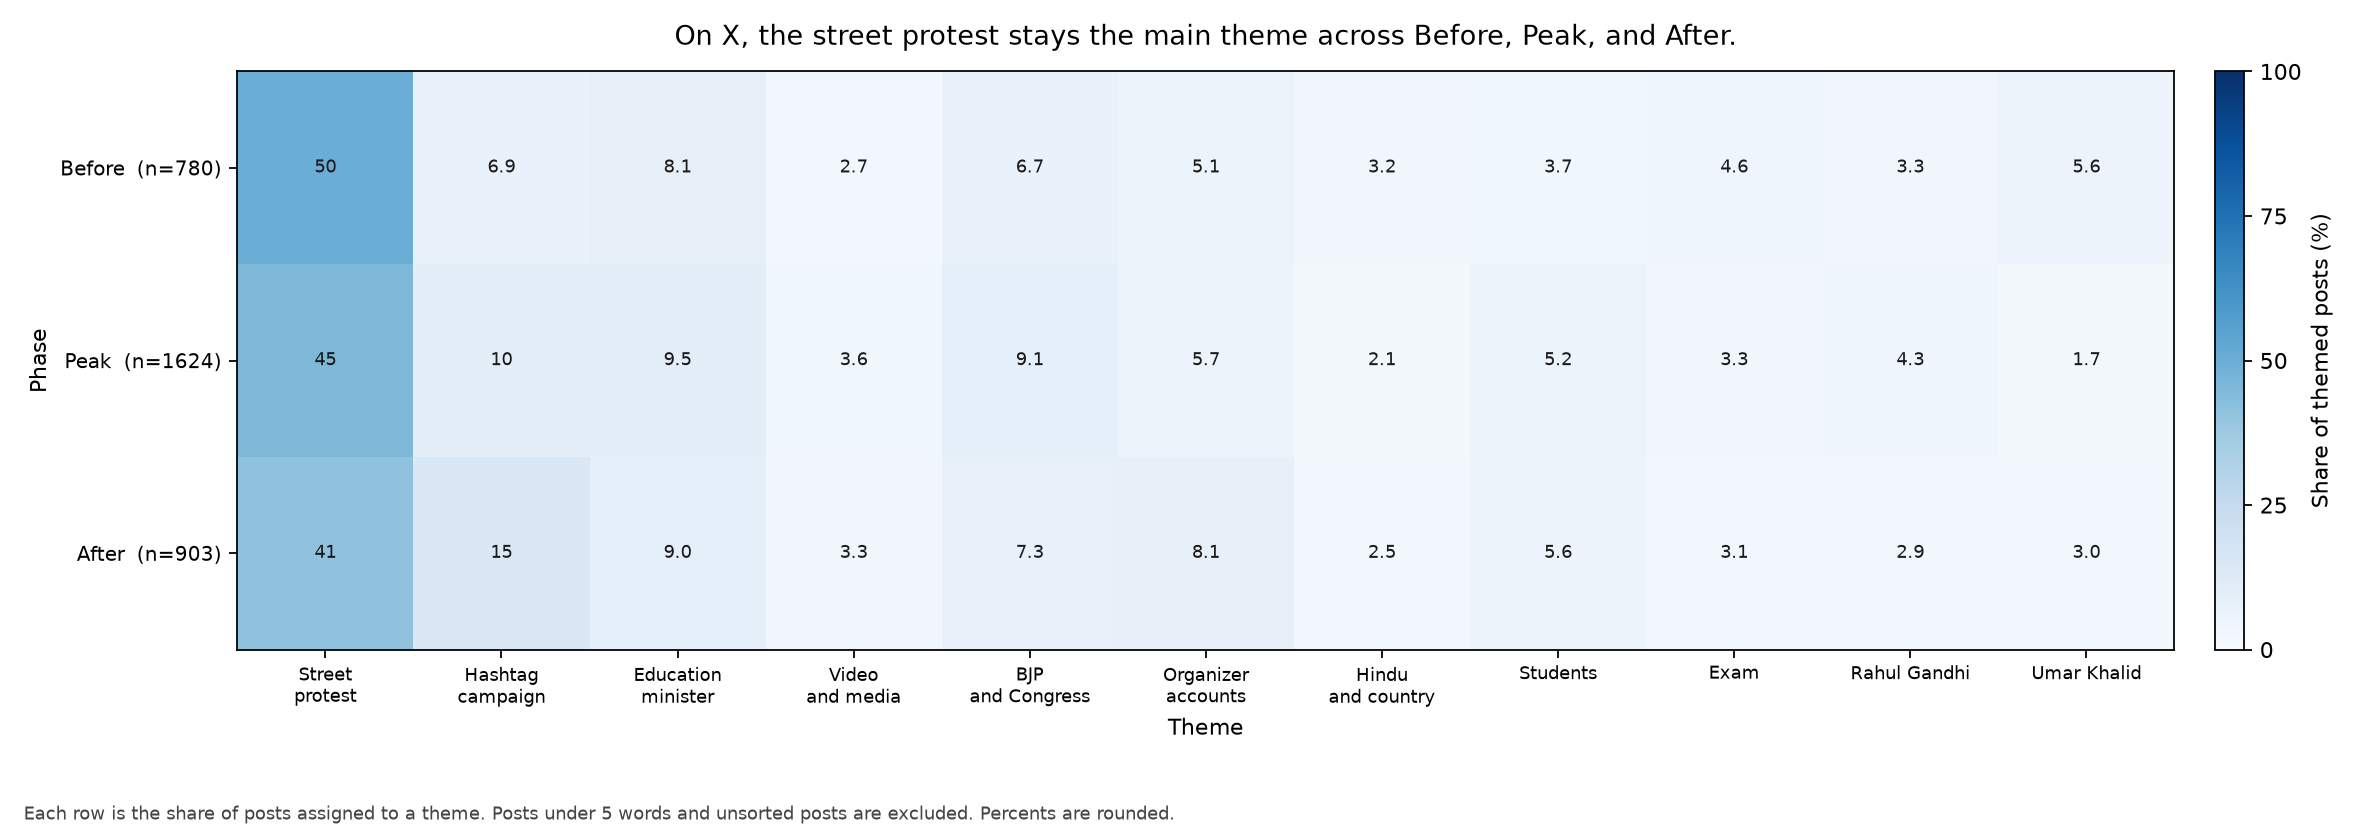 On X, the street protest stays the main theme across Before, Peak, and After.
Phase
Before (n=780)
50 6.9 8.1 2.7 6.7 5.1 3.2 3.7 4.6 3.3 5.6
Peak (n=1624)
45 10 9.5 3.6 9.1 5.7 2.1 5.2 3.3 4.3 1.7
After (n=903)
41 15 9.0 3.3 7.3 8.1 2.5 5.6 3.1 2.9 3.0
Street
protest
Hashtag
campaign
Education
minister
Video
and media
BJP
and Congress
Organizer
accounts
Hindu
and country
Students
Exam
Rahul Gandhi
Umar Khalid
Theme
100
75
50
25
0
Share of themed posts (%)
Each row is the share of posts assigned to a theme. Posts under 5 words and unsorted posts are excluded. Percents are rounded.